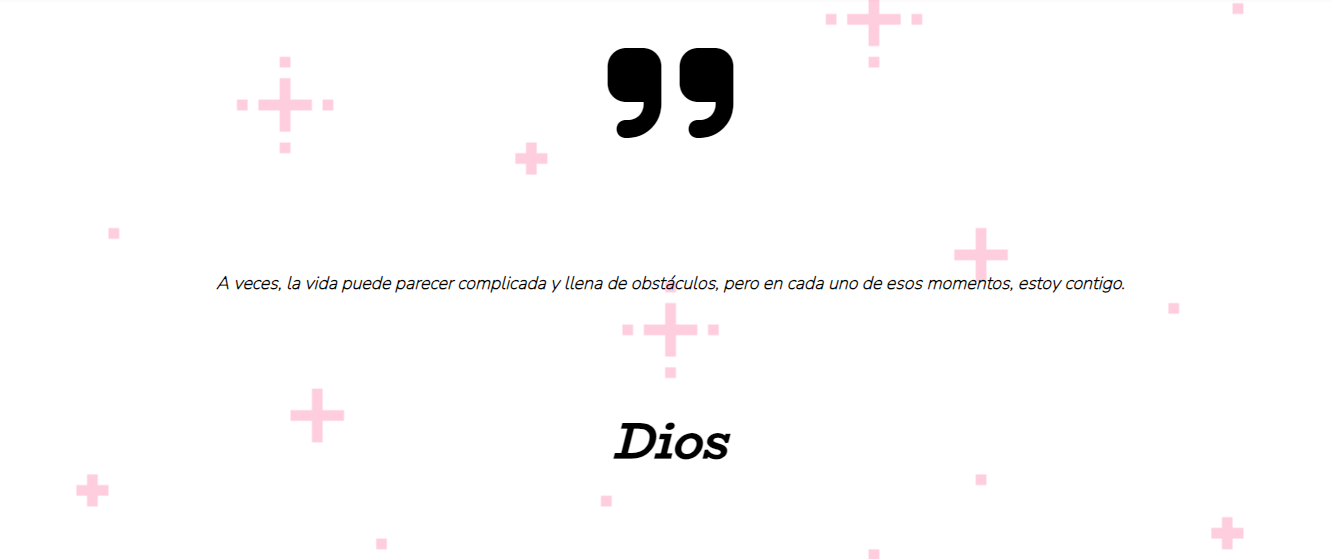 ”
A veces, la vida puede parecer complicada y llena de obstáculos, pero en cada uno de esos momentos, estoy contigo.
Dios